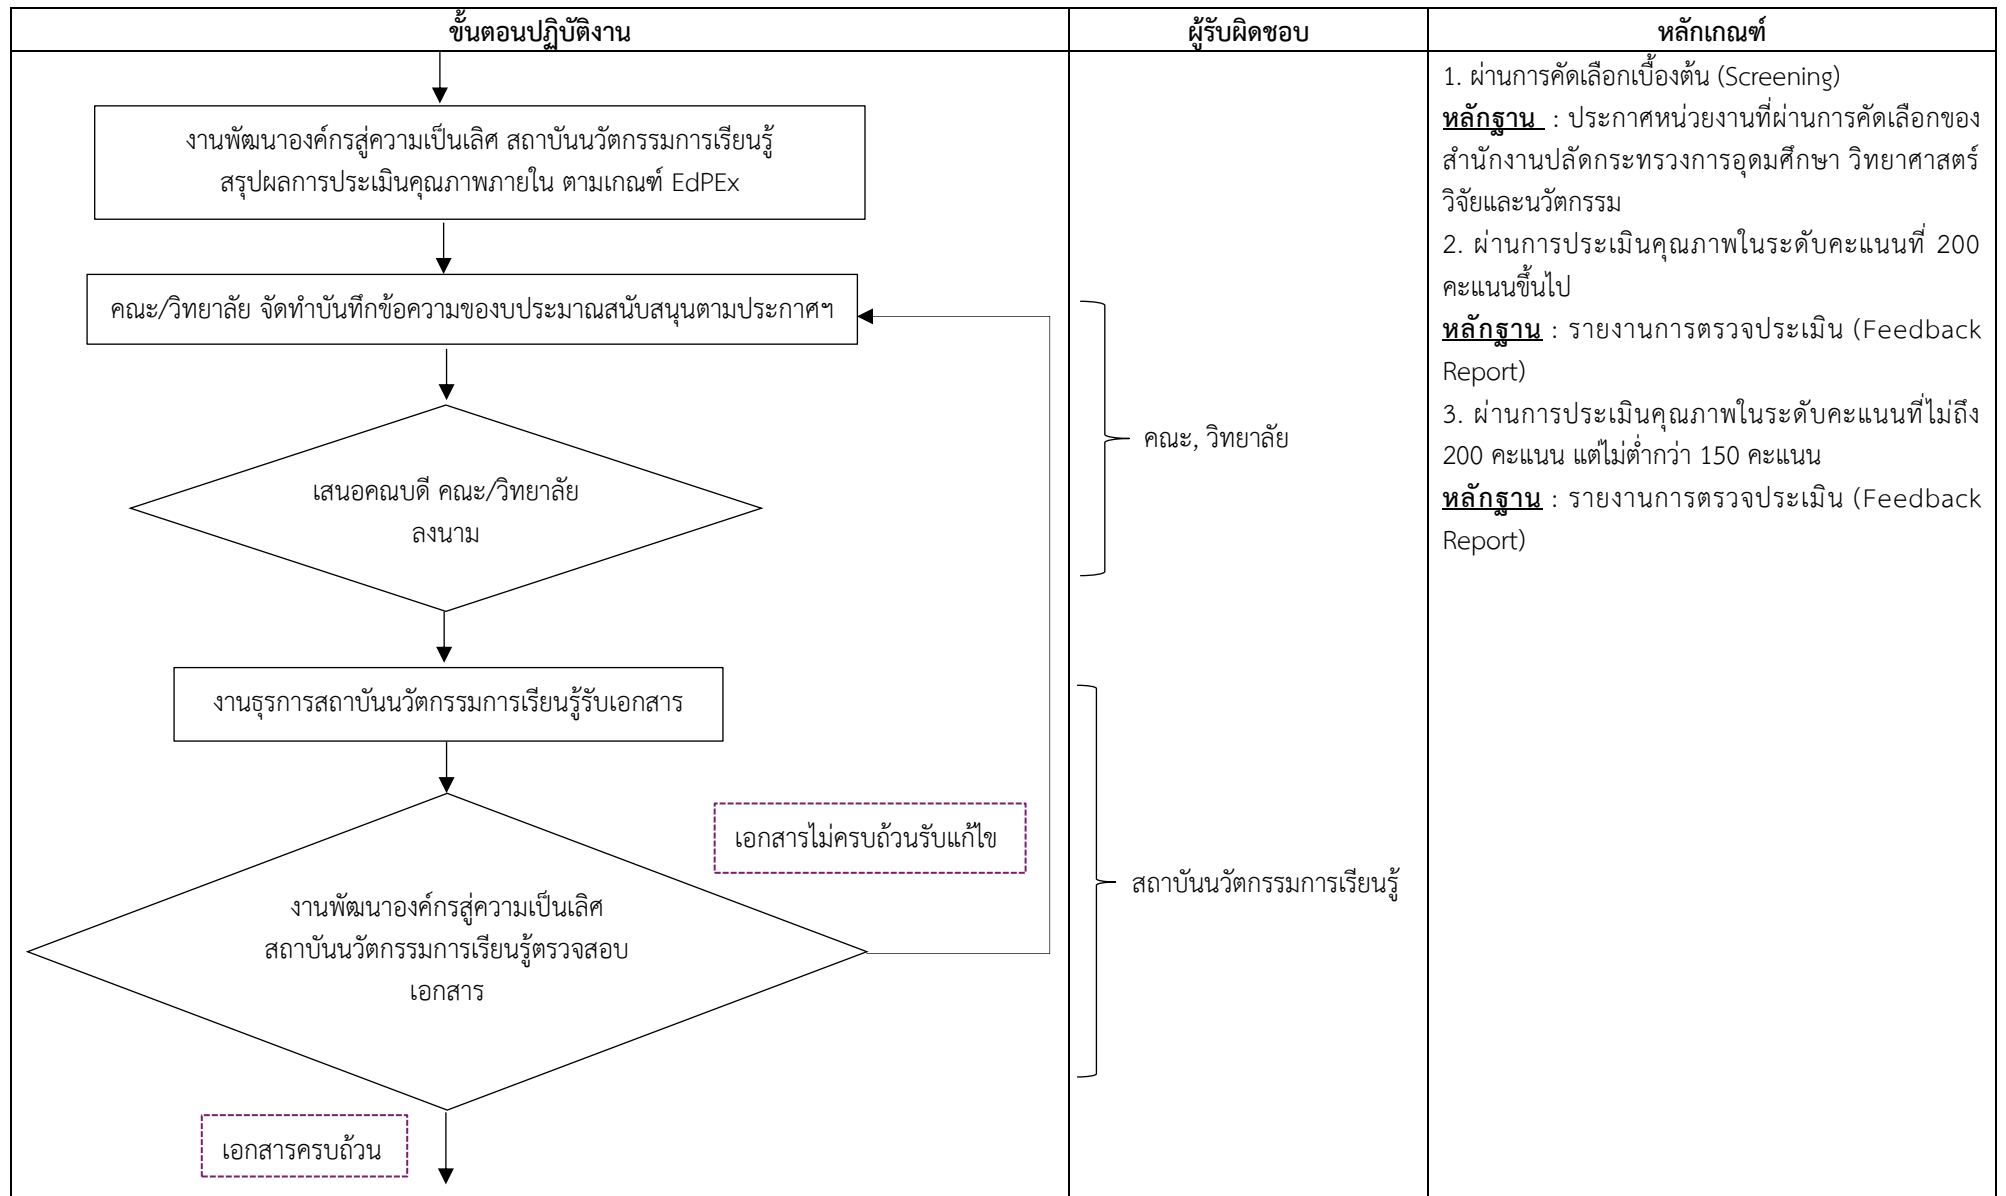 ขั้นตอนปฏิบัติงาน
ผู้รับผิดชอบ
หลักเกณฑ์
งานพัฒนาองค์กรสู่ความเป็นเลิศ สถาบันนวัตกรรมการเรียนรู้
สรุปผลการประเมินคุณภาพภายใน ตามเกณฑ์ EdPEx
คณะ/วิทยาลัย จัดทำบันทึกข้อความของบประมาณสนับสนุนตามประกาศฯ
เสนอคณบดี คณะ/วิทยาลัย
ลงนาม
งานธุรการสถาบันนวัตกรรมการเรียนรู้รับเอกสาร
เอกสารไม่ครบถ้วนรับแก้ไข
งานพัฒนาองค์กรสู่ความเป็นเลิศ
สถาบันนวัตกรรมการเรียนรู้ตรวจสอบ
เอกสาร
เอกสารครบถ้วน
คณะ, วิทยาลัย
สถาบันนวัตกรรมการเรียนรู้
1. ผ่านการคัดเลือกเบื้องต้น (Screening)
หลักฐาน : ประกาศหน่วยงานที่ผ่านการคัดเลือกของ
สำนักงานปลัดกระทรวงการอุดมศึกษา วิทยาศาสตร์
วิจัยและนวัตกรรม
2. ผ่านการประเมินคุณภาพในระดับคะแนนที่ 200
คะแนนขึ้นไป
หลักฐาน : รายงานการตรวจประเมิน (Feedback
Report)
3. ผ่านการประเมินคุณภาพในระดับคะแนนที่ไม่ถึง
200 คะแนน แต่ไม่ต่ำกว่า 150 คะแนน
หลักฐาน : รายงานการตรวจประเมิน (Feedback
Report)